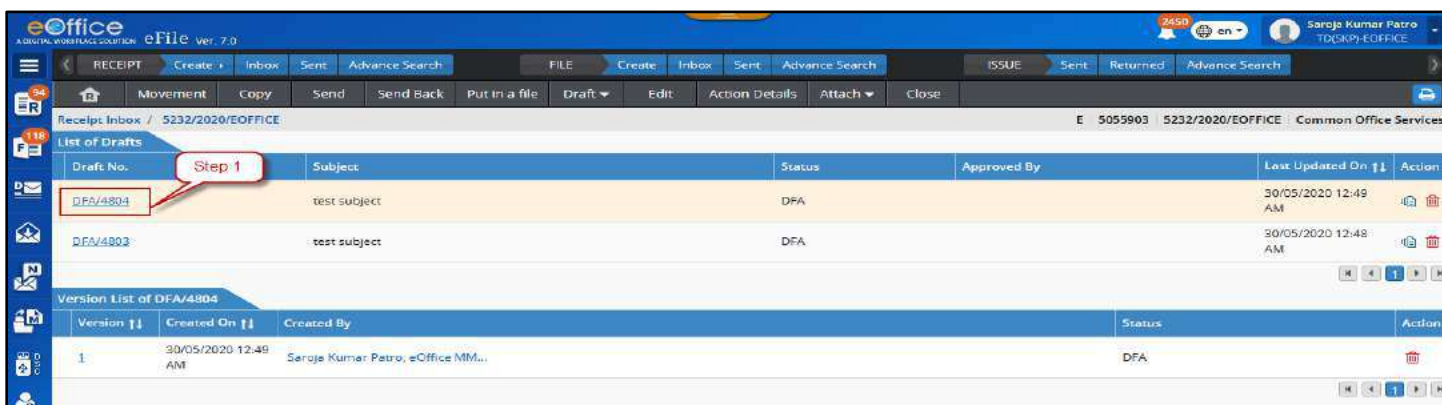 eOffice
A DIGITAL WORKPLACE SOLUTION eFile Ver. 7.0
2450 en Saroja Kumar Patro
TD(SKP)-EOFFICE
RECEIPT Create Inbox Sent Advance Search FILE Create Inbox Sent Advance Search ISSUE Sent Returned Advance Search
94 R Movement Copy Send Send Back Put in a file Draft Edit Action Details Attach Close
Receipt Inbox / 5232/2020/EOFFICE E 5055903 5232/2020/EOFFICE Common Office Services
118
List of Drafts
Draft No. Subject Status Approved By Last Updated On Action
Step 1
DFA/4804 test subject DFA 30/05/2020 12:49
AM
DFA/4803 test subject DFA 30/05/2020 12:48
AM
1
Version List of DFA/4804
Version Created On Created By Status Action
1 30/05/2020 12:49 Saroja Kumar Patro, eOffice MM... DFA
AM
DSC
1